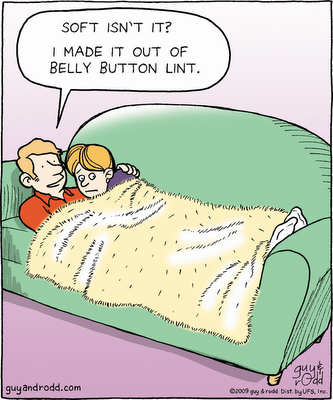 SOFT ISN'T IT?
I MADE IT OUT OF
BELLY BUTTON LINT.
guy &
rodd
guyandrodd.com
©2009 guy & rodd Dist. by UFS, Inc.